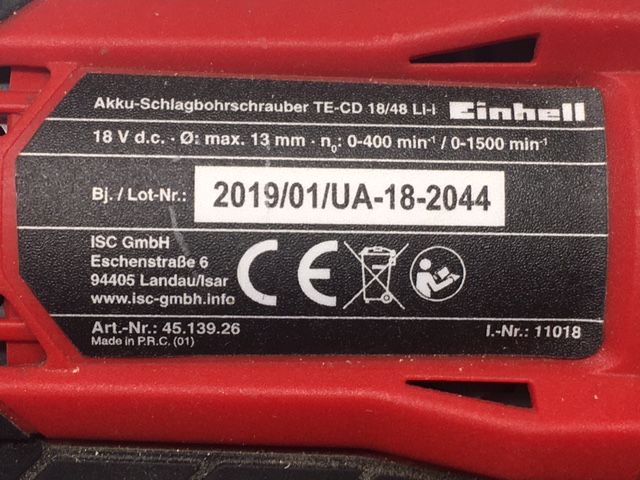 Akku-Schlagbohrschrauber TE-CD 18/48 Li-i Einhell
18 V d.c. · Ø: max. 13 mm · n₀: 0-400 min⁻¹ / 0-1500 min⁻¹
Bj. / Lot-Nr.: 2019/01/UA-18-2044
ISC GmbH
Eschenstraße 6
94405 Landau/Isar
www.isc-gmbh.info
CE
Art.-Nr.: 45.139.26 I.-Nr.: 11018
Made in P.R.C. (01)